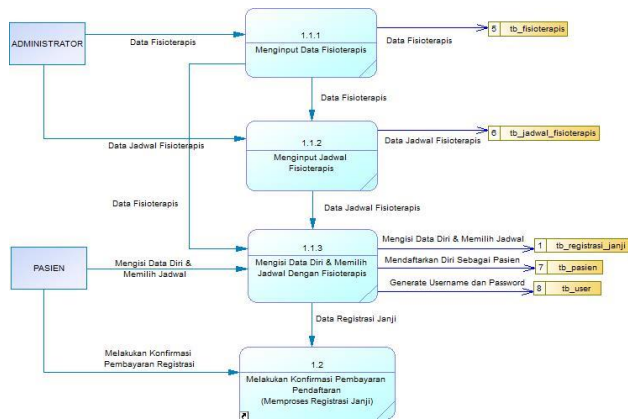 ADMINISTRATOR
Data Fisioterapis
1.1.1
Menginput Data Fisioterapis
Data Fisioterapis
5 tb_fisioterapis
Data Fisioterapis
Data Jadwal Fisioterapis
1.1.2
Menginput Jadwal
Fisioterapis
Data Jadwal Fisioterapis
6 tb_jadwal_fisioterapis
Data Fisioterapis
Data Jadwal Fisioterapis
PASIEN
Mengisi Data Diri &
Memilih Jadwal
1.1.3
Mengisi Data Diri & Memilih
Jadwal Dengan Fisioterapis
Mengisi Data Diri & Memilih Jadwal
1 tb_registrasi_janji
Mendaftarkan Diri Sebagai Pasien
7 tb_pasien
Generate Username dan Password
8 tb_user
Data Registrasi Janji
Melakukan Konfirmasi
Pembayaran Registrasi
1.2
Melakukan Konfirmasi Pembayaran
Pendaftaran
(Memproses Registrasi Janji)